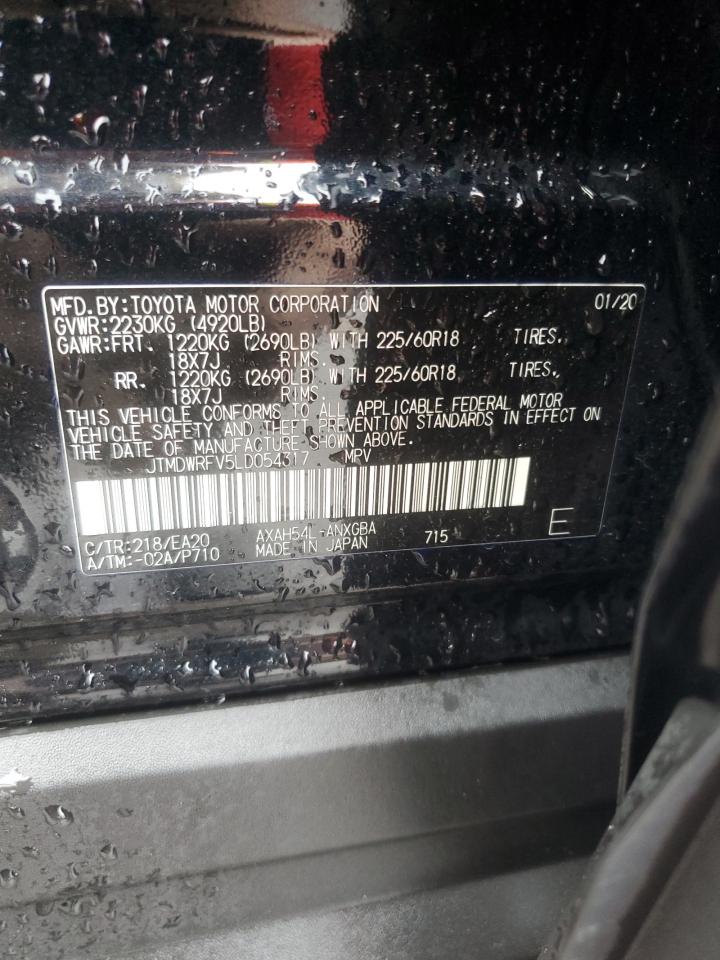 MFD.BY:TOYOTA MOTOR CORPORATION 01/20
GVWR:2230KG (4920LB)
GAWR:FRT. 1220KG (2690LB) WITH 225/60R18 TIRES,
18X7J RIMS
RR. 1220KG (2690LB) WITH 225/60R18 TIRES,
18X7J RIMS
THIS VEHICLE CONFORMS TO ALL APPLICABLE FEDERAL MOTOR
VEHICLE SAFETY AND THEFT PREVENTION STANDARDS IN EFFECT ON
THE DATE OF MANUFACTURE SHOWN ABOVE.
JTMDWRFV5LD054317 MPV
C/TR:218/EA20 AXAH54L-ANXGBA 715 E
A/TM:-02A/P710 MADE IN JAPAN